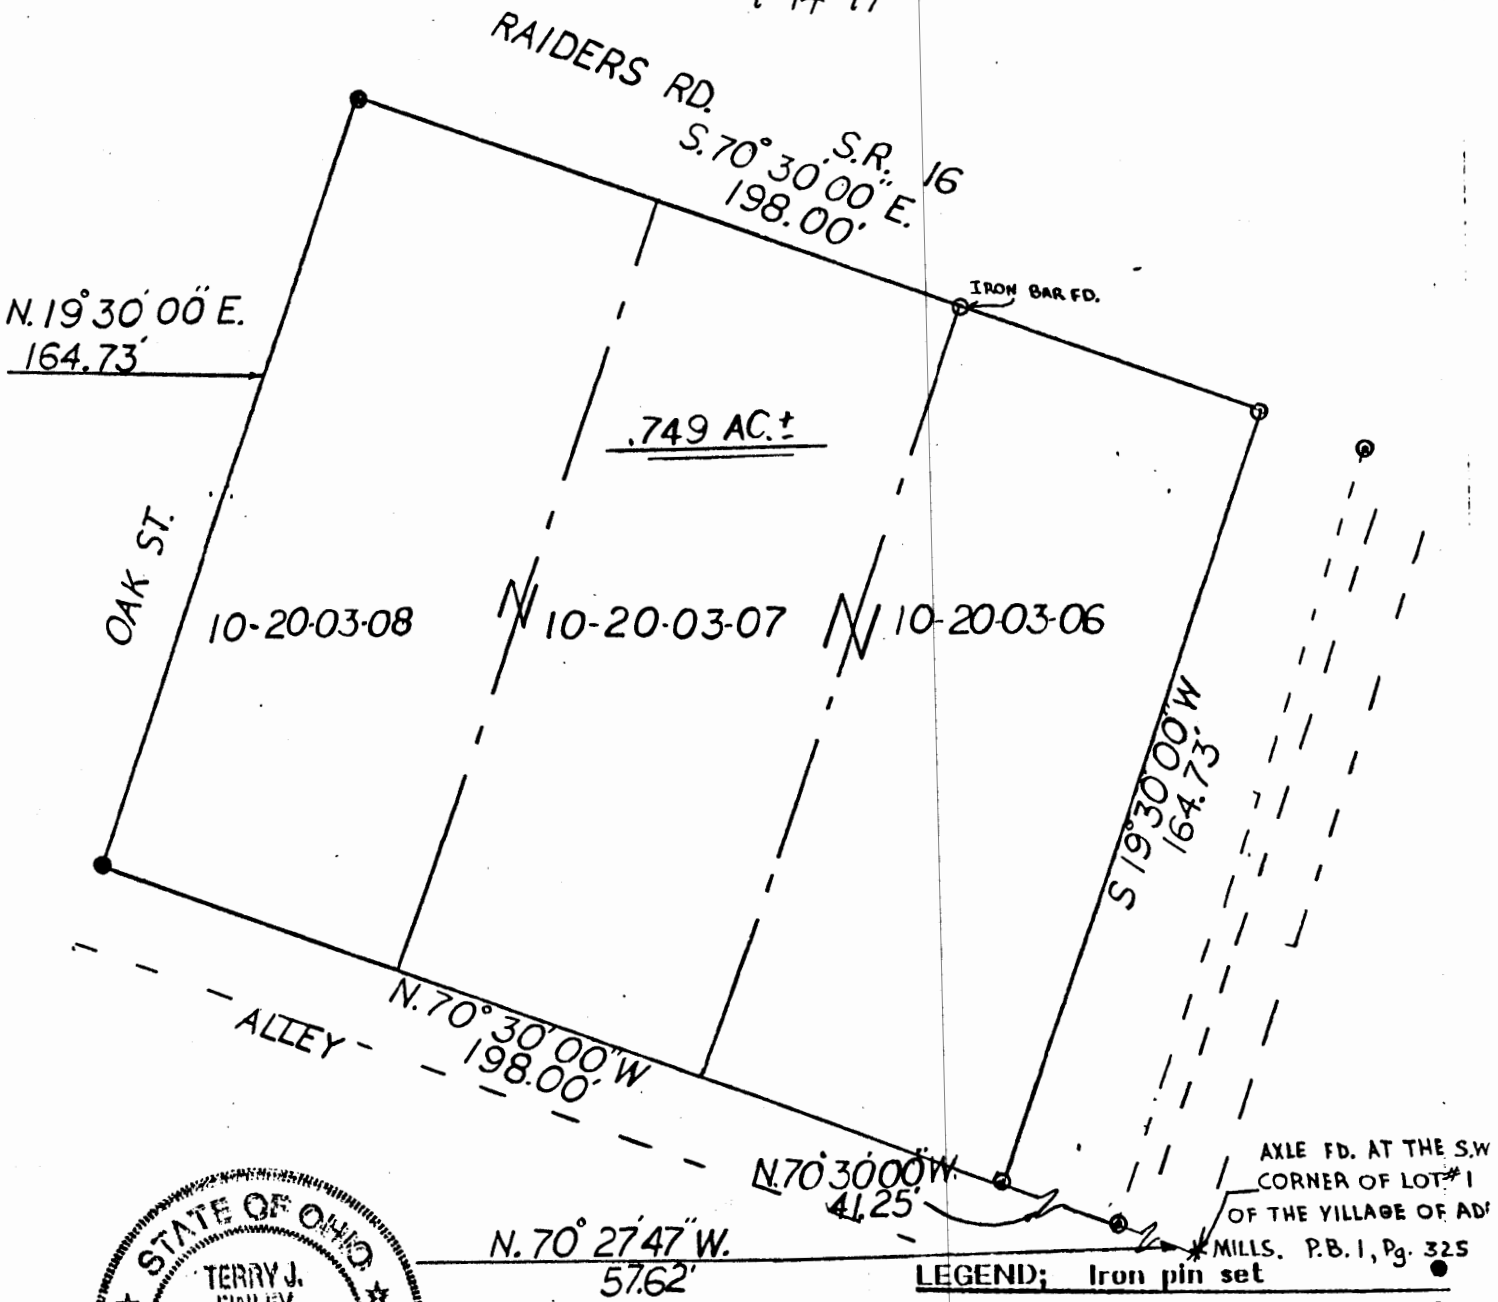 RAIDERS RD.
S.R. 16
S.70°30'00"E.
198.00'
IRON BAR FD.
N.19°30'00"E.
164.73'
.749 AC.±
OAK ST.
10-20-03-08
10-20-03-07
10-20-03-06
S 19°30'00"W
164.73'
N.70°30'00"W
198.00'
ALLEY
N.70°30'00"W.
41.25'
AXLE FD. AT THE S.W
CORNER OF LOT #1
OF THE VILLAGE OF
MILLS. P.B. 1, Pg. 325
N. 70° 27'47" W.
57.62'
LEGEND; Iron pin set
STATE OF OHIO
TERRY J.